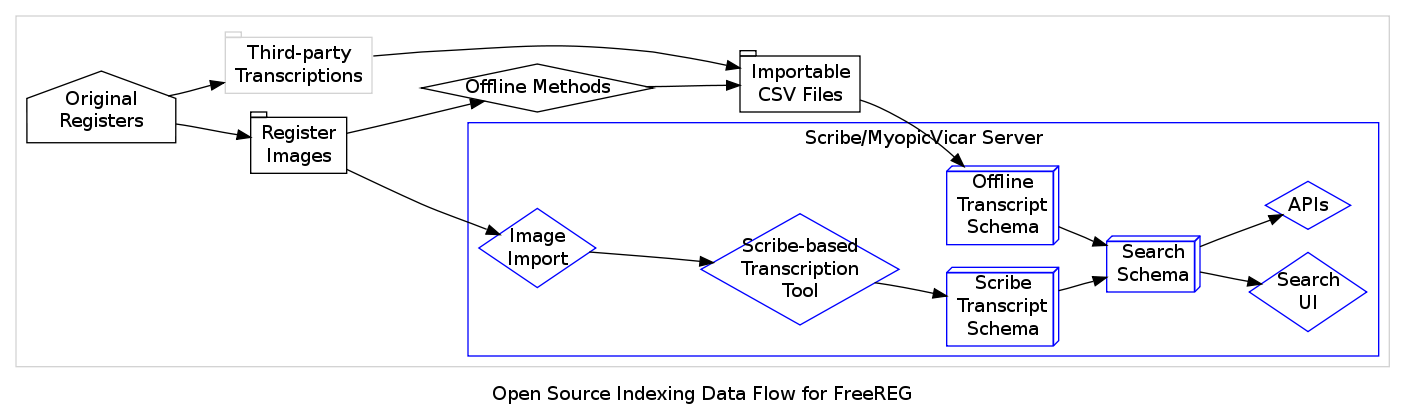 Original
Registers
Third-party
Transcriptions
Register
Images
Offline Methods
Importable
CSV Files
Scribe/MyopicVicar Server
Image
Import
Scribe-based
Transcription
Tool
Offline
Transcript
Schema
Scribe
Transcript
Schema
Search
Schema
APIs
Search
UI
Open Source Indexing Data Flow for FreeREG